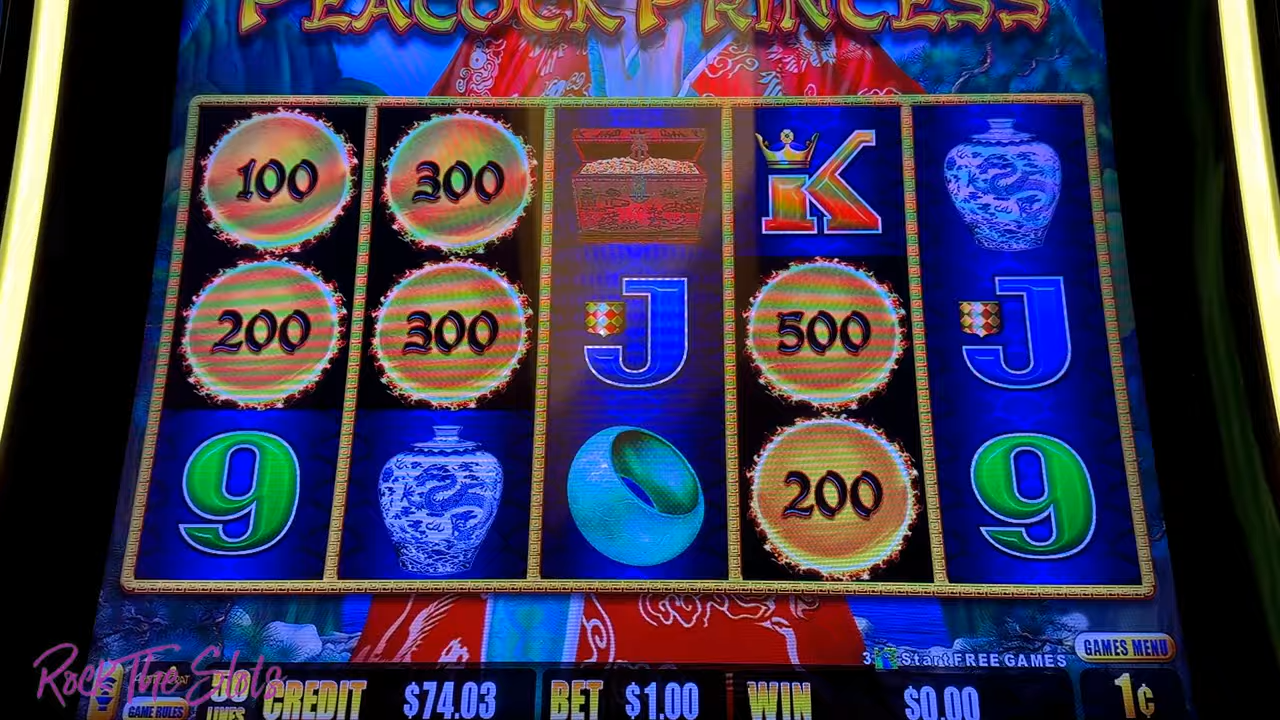 PEACOCK PRINCESS
100 300 K
200 300 J 500 J
9 200 9
3 Start FREE GAMES
GAMES MENU
Rock The Slots
GAME RULES
50 LINES
CREDIT $74.03 BET $1.00 WIN $0.00 1¢